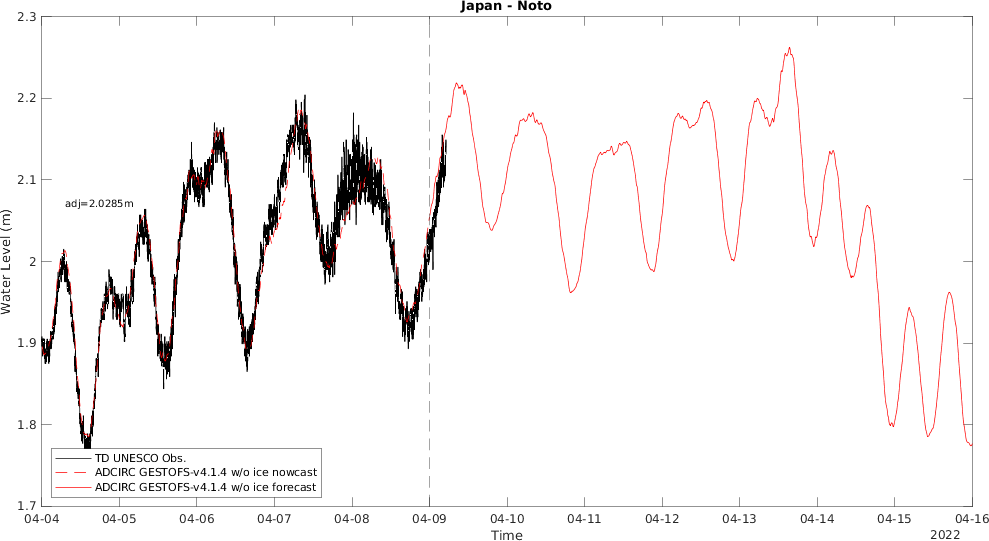 Japan - Noto
2.3
2.2
2.1
2
1.9
1.8
1.7
Water Level (m)
adj=2.0285m
TD UNESCO Obs.
ADCIRC GESTOFS-v4.1.4 w/o ice nowcast
ADCIRC GESTOFS-v4.1.4 w/o ice forecast
04-04 04-05 04-06 04-07 04-08 04-09 04-10 04-11 04-12 04-13 04-14 04-15 04-16
Time
2022